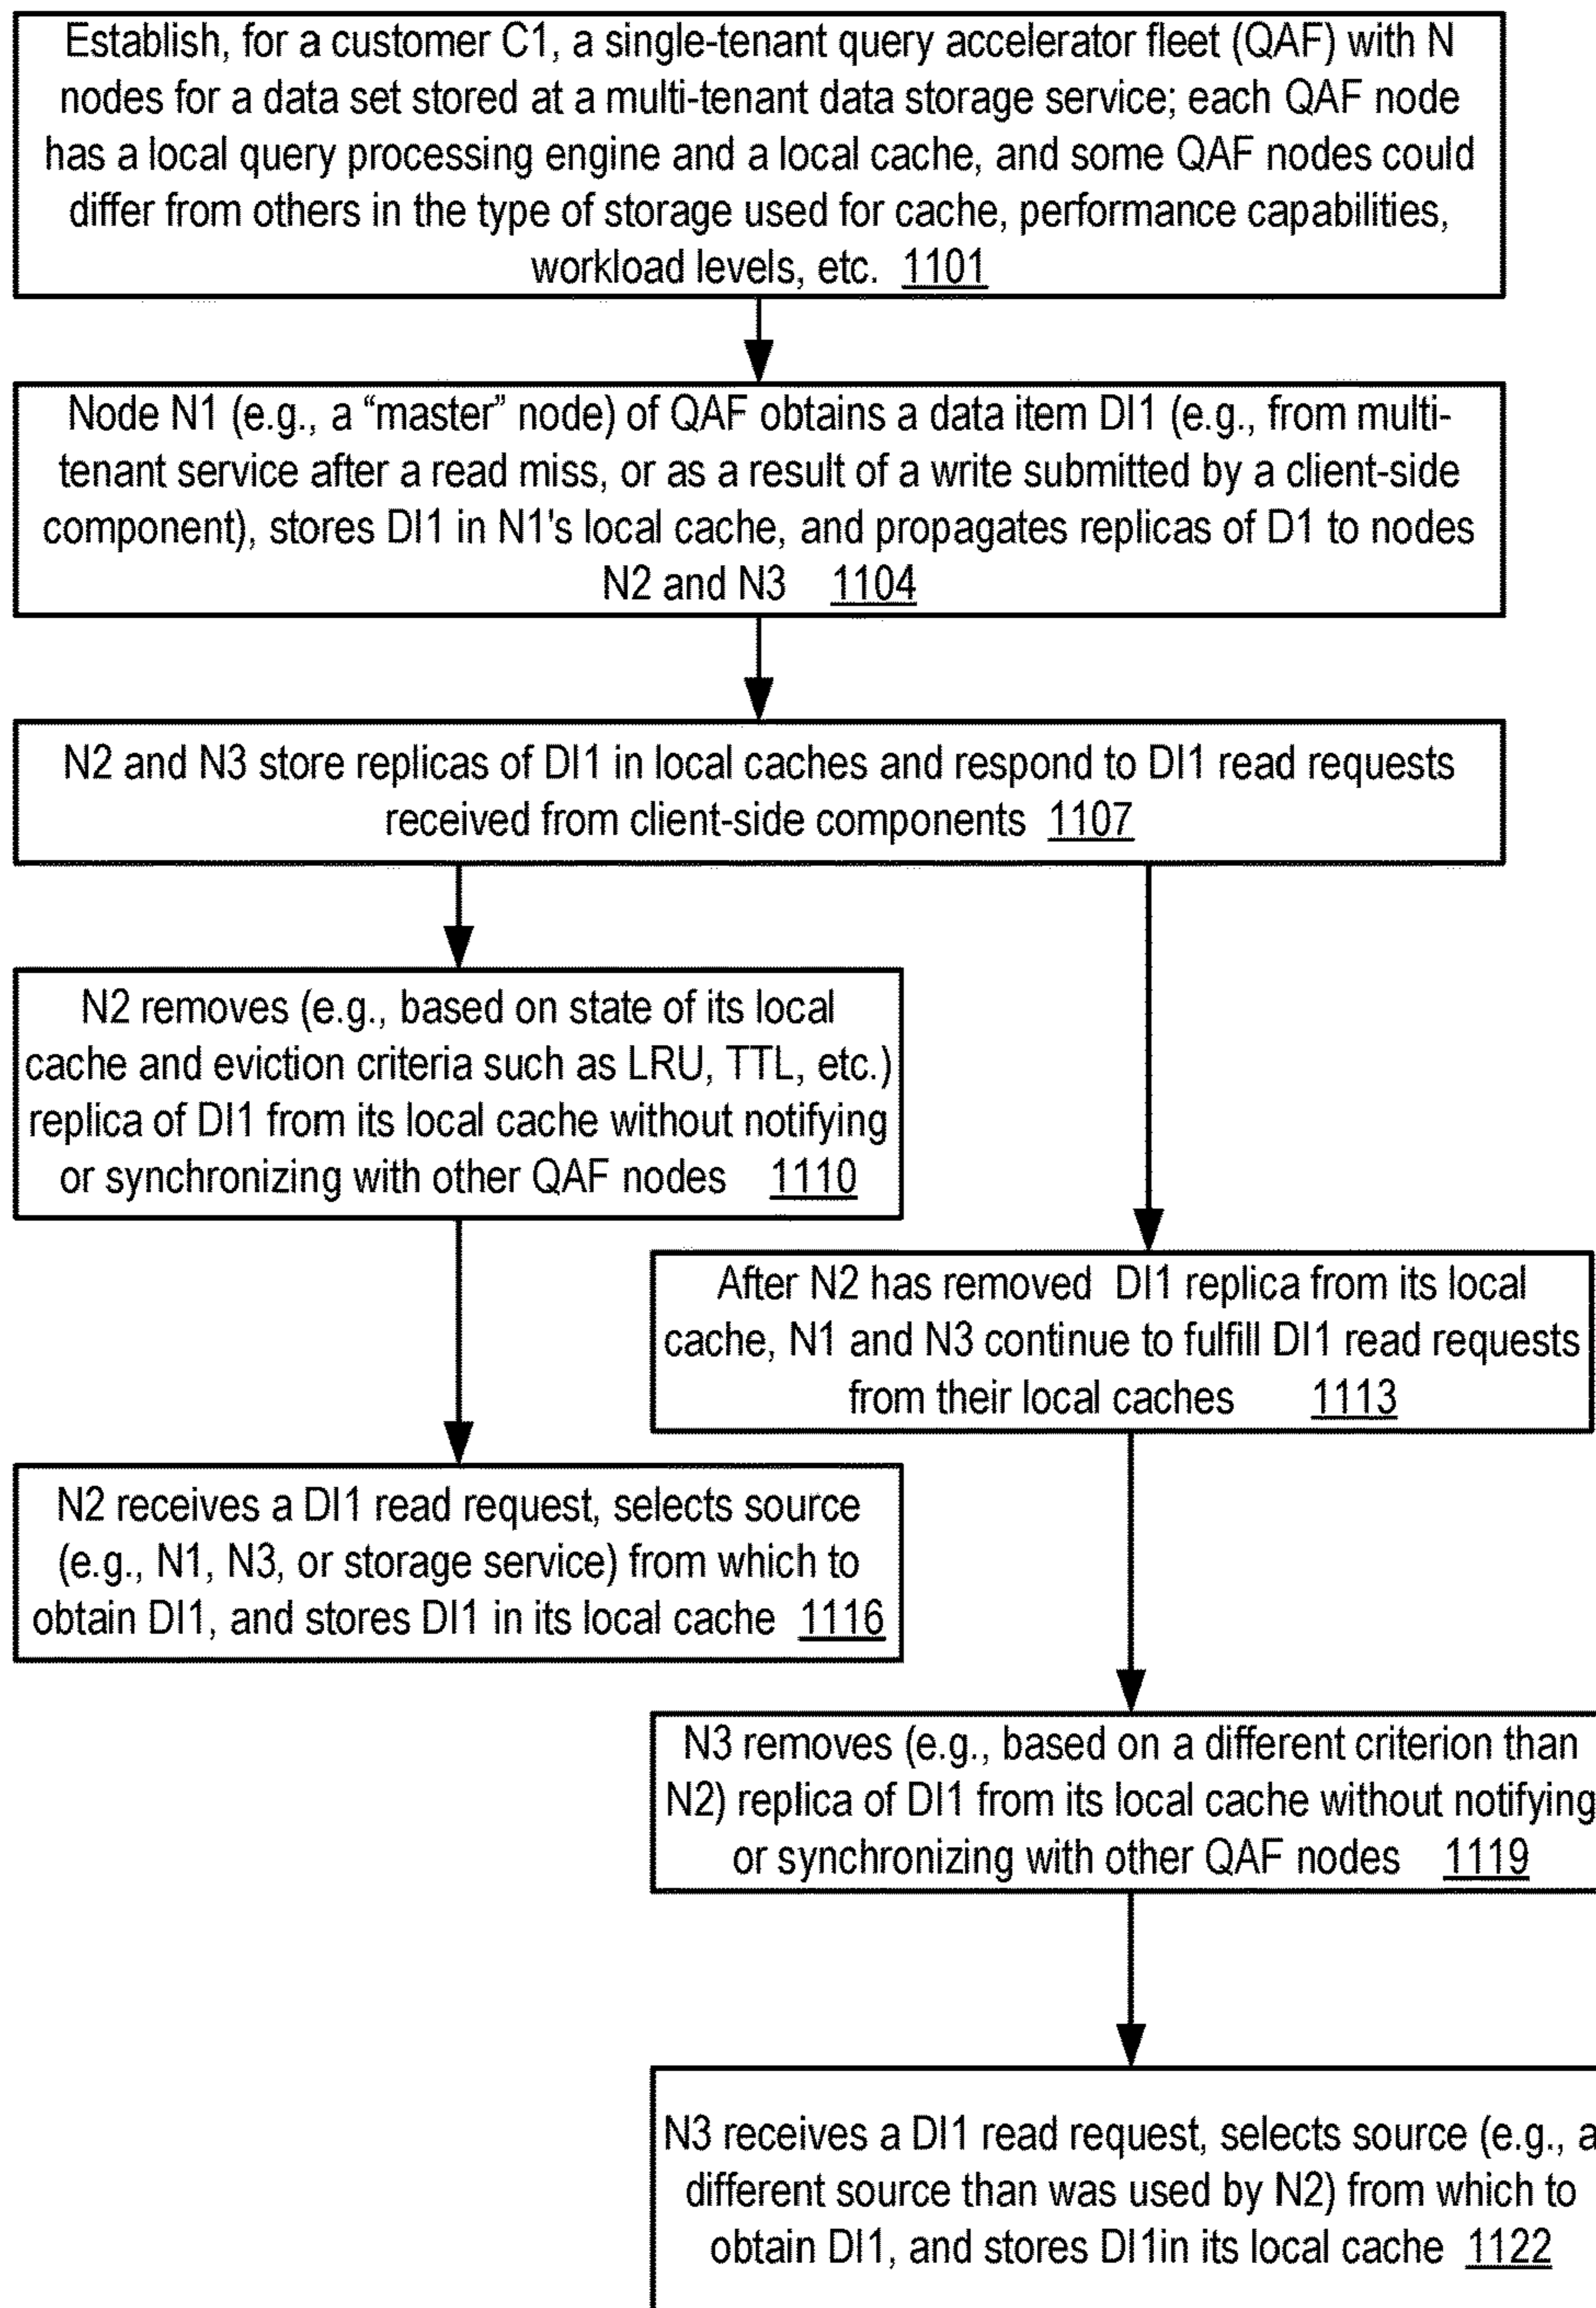 Establish, for a customer C1, a single-tenant query accelerator fleet (QAF) with N
nodes for a data set stored at a multi-tenant data storage service; each QAF node
has a local query processing engine and a local cache, and some QAF nodes could
differ from others in the type of storage used for cache, performance capabilities,
workload levels, etc. 1101
Node N1 (e.g., a “master” node) of QAF obtains a data item DI1 (e.g., from multi-
tenant service after a read miss, or as a result of a write submitted by a client-side
component), stores DI1 in N1's local cache, and propagates replicas of D1 to nodes
N2 and N3 1104
N2 and N3 store replicas of DI1 in local caches and respond to DI1 read requests
received from client-side components 1107
N2 removes (e.g., based on state of its local
cache and eviction criteria such as LRU, TTL, etc.)
replica of DI1 from its local cache without notifying
or synchronizing with other QAF nodes 1110
After N2 has removed DI1 replica from its local
cache, N1 and N3 continue to fulfill DI1 read requests
from their local caches 1113
N2 receives a DI1 read request, selects source
(e.g., N1, N3, or storage service) from which to
obtain DI1, and stores DI1 in its local cache 1116
N3 removes (e.g., based on a different criterion than
N2) replica of DI1 from its local cache without notifying
or synchronizing with other QAF nodes 1119
N3 receives a DI1 read request, selects source (e.g., a
different source than was used by N2) from which to
obtain DI1, and stores DI1in its local cache 1122